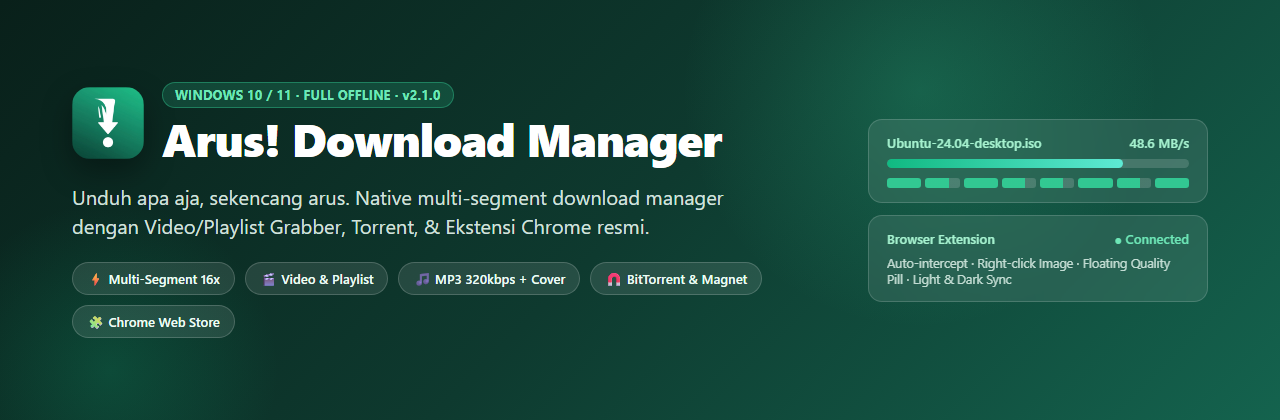 WINDOWS 10 / 11 · FULL OFFLINE · v2.1.0
Arus! Download Manager
Unduh apa aja, sekencang arus. Native multi-segment download manager
dengan Video/Playlist Grabber, Torrent, & Ekstensi Chrome resmi.
Multi-Segment 16x
Video & Playlist
MP3 320kbps + Cover
BitTorrent & Magnet
Chrome Web Store
Ubuntu-24.04-desktop.iso 48.6 MB/s
Browser Extension ● Connected
Auto-intercept · Right-click Image · Floating Quality
Pill · Light & Dark Sync